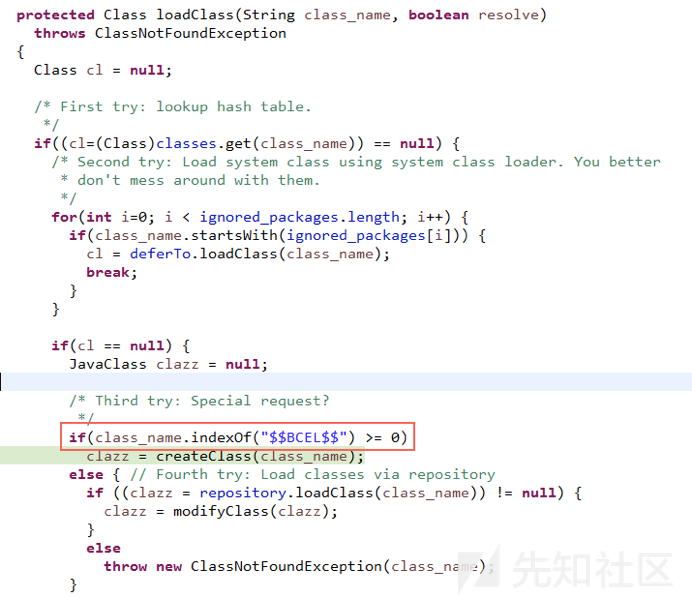 protected Class loadClass(String class_name, boolean resolve)
  throws ClassNotFoundException
{
  Class cl = null;

  /* First try: lookup hash table.
   */
  if((cl=(Class)classes.get(class_name)) == null) {
    /* Second try: Load system class using system class loader. You better
     * don't mess around with them.
     */
    for(int i=0; i < ignored_packages.length; i++) {
      if(class_name.startsWith(ignored_packages[i])) {
        cl = deferTo.loadClass(class_name);
        break;
      }
    }

    if(cl == null) {
      JavaClass clazz = null;

      /* Third try: Special request?
       */
      if(class_name.indexOf("$$BCEL$$") >= 0)
        clazz = createClass(class_name);
      else { // Fourth try: Load classes via repository
        if ((clazz = repository.loadClass(class_name)) != null) {
          clazz = modifyClass(clazz);
        }
        else
          throw new ClassNotFoundException(class_name);
      }
先知社区